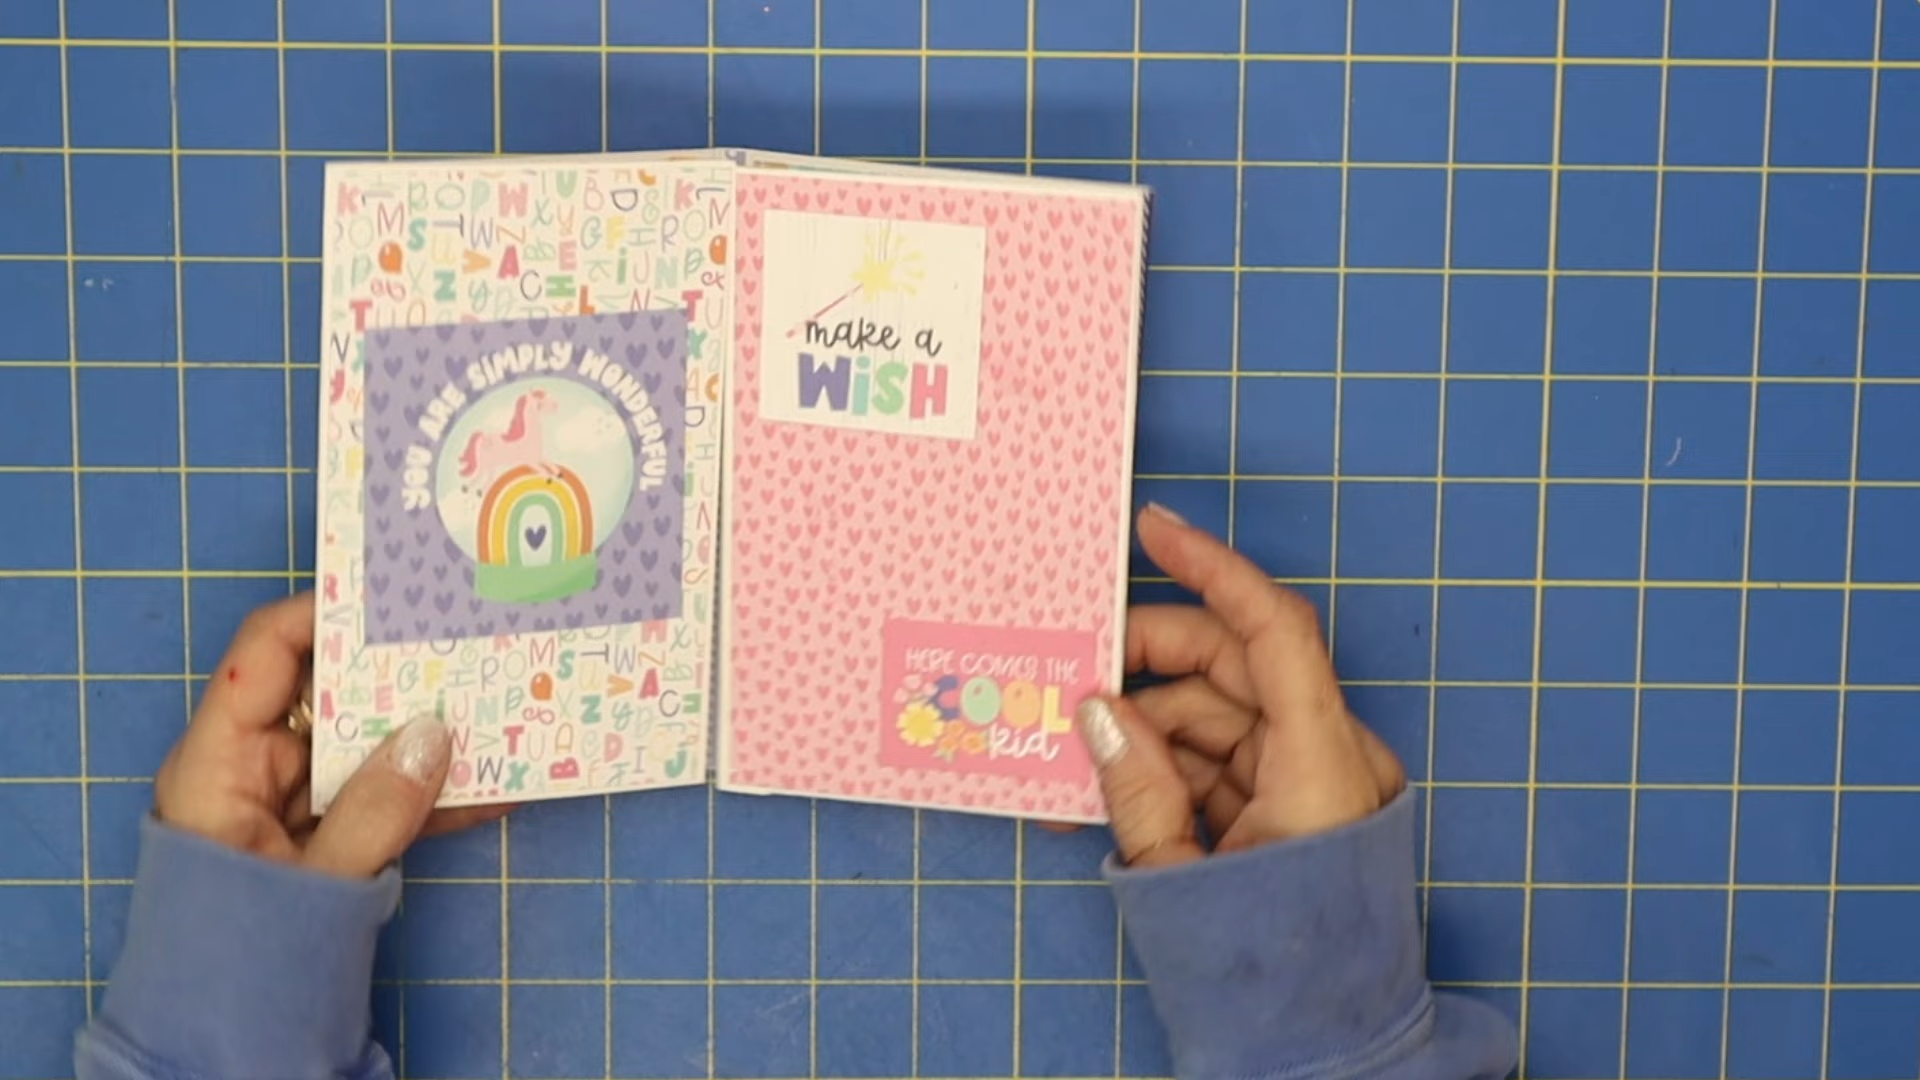 YOU ARE SIMPLY WONDERFUL
make a
WiSH
HERE COMES THE
COOL
kid